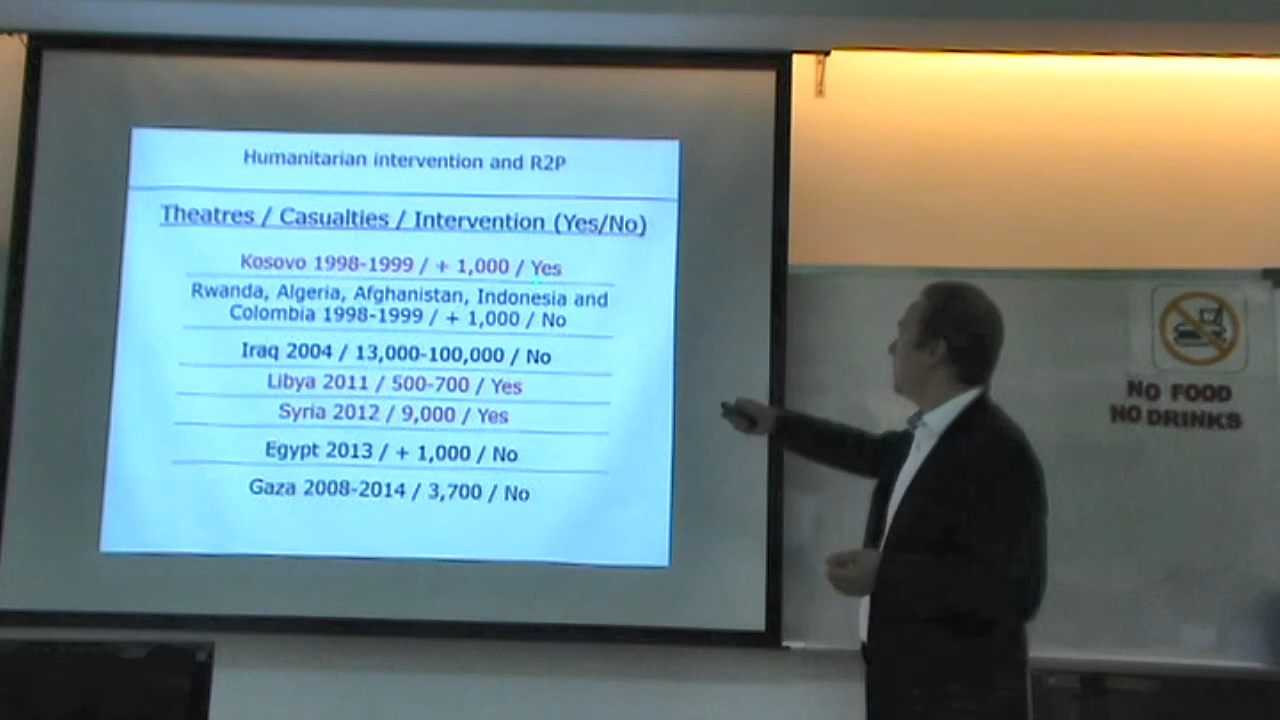 Humanitarian intervention and R2P
Theatres / Casualties / Intervention (Yes/No)
Kosovo 1998-1999 / + 1,000 / Yes
Rwanda, Algeria, Afghanistan, Indonesia and
Colombia 1998-1999 / + 1,000 / No
Iraq 2004 / 13,000-100,000 / No
Libya 2011 / 500-700 / Yes
Syria 2012 / 9,000 / Yes
Egypt 2013 / + 1,000 / No
Gaza 2008-2014 / 3,700 / No
NO FOOD
NO DRINKS